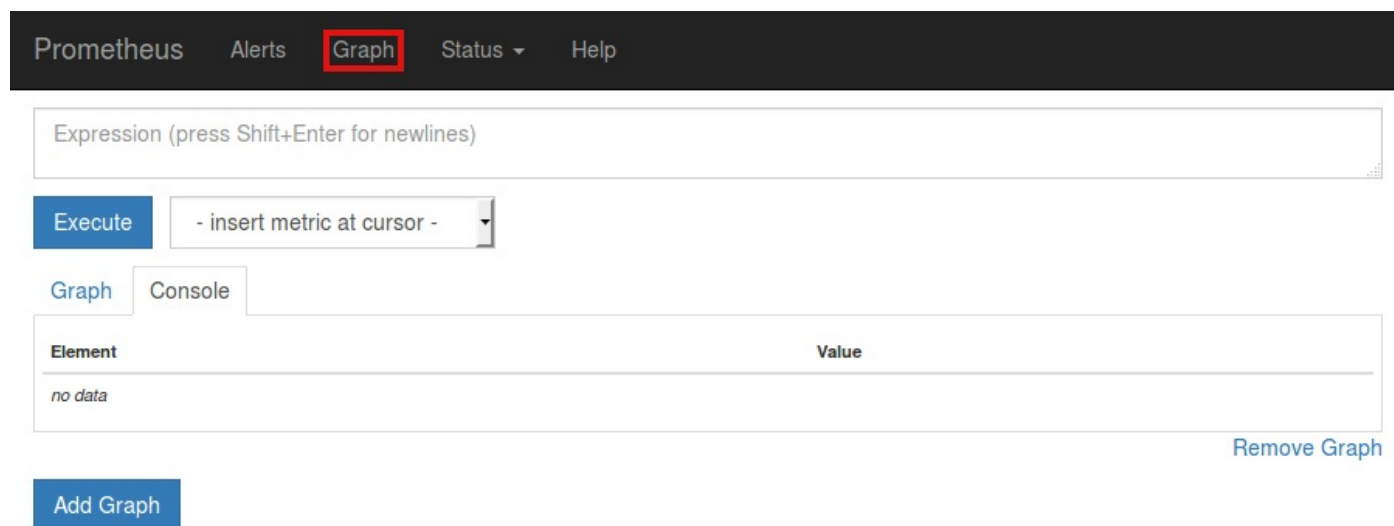 Prometheus Alerts Graph Status Help
Expression (press Shift+Enter for newlines)
Execute - insert metric at cursor -
Graph Console
Element Value
no data
Remove Graph
Add Graph